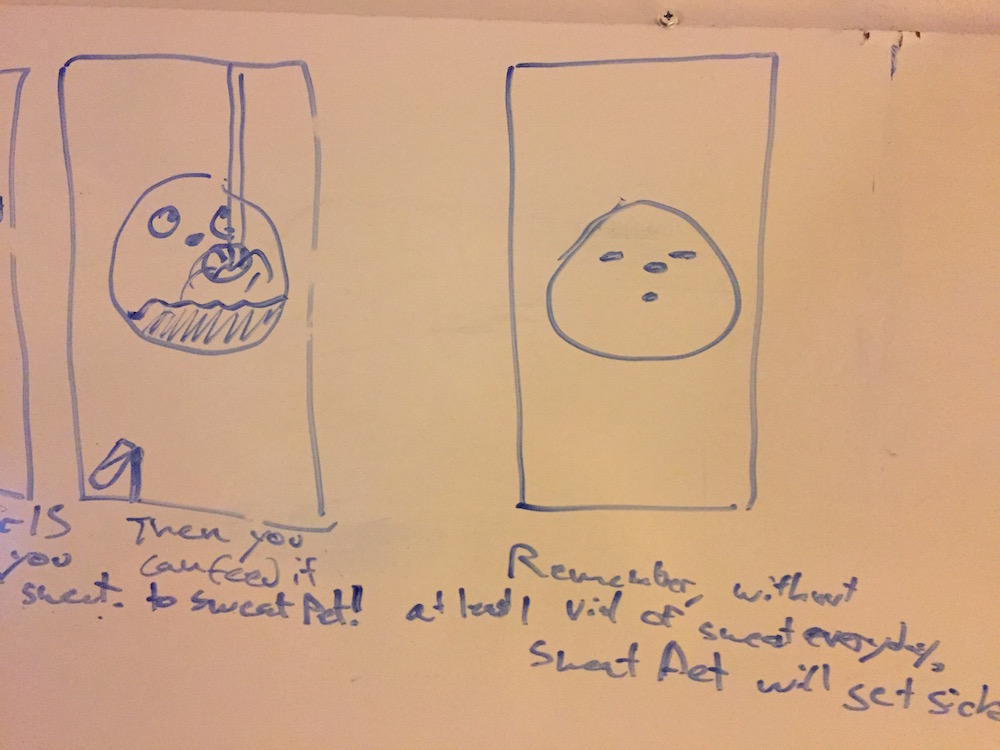 IS
you
sweat.
Then you
can feed it
to sweat Pet!!
Remember, without
at least 1 vial of sweat everyday,
Sweat Pet will get sick